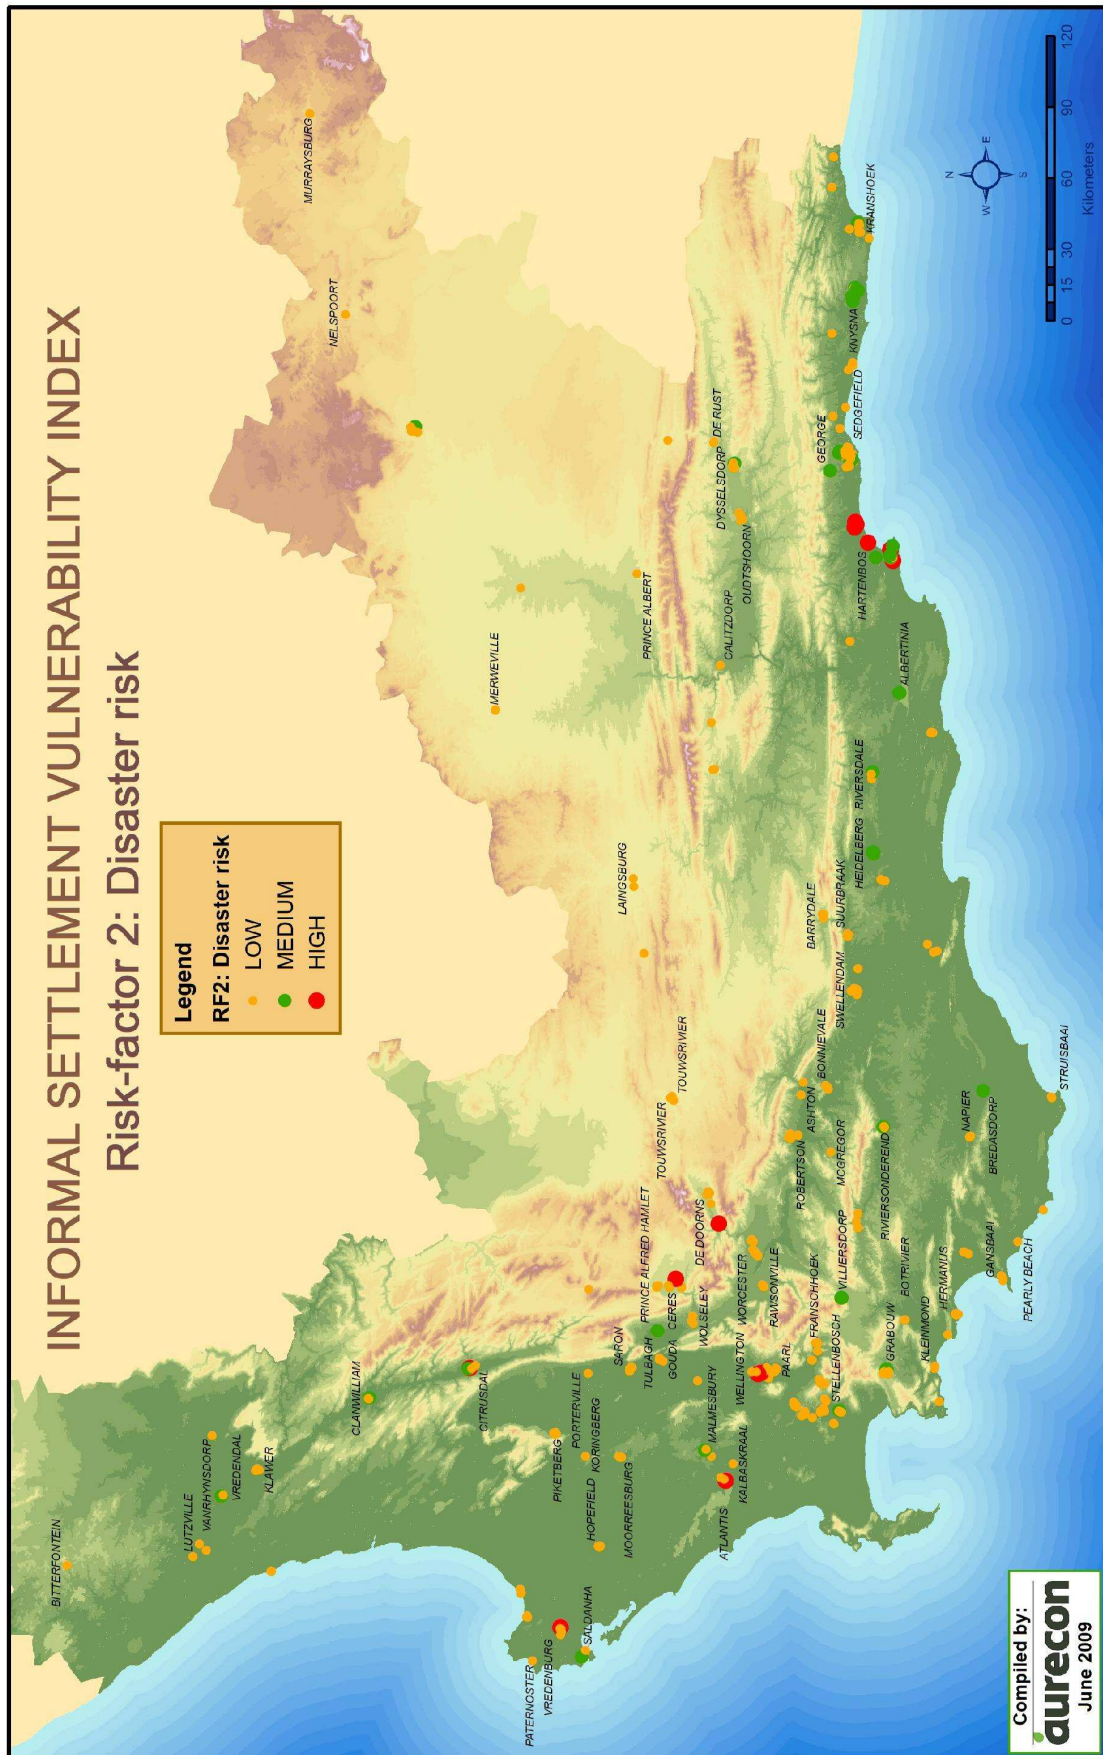 INFORMAL SETTLEMENT VULNERABILITY INDEX
Risk-factor 2: Disaster risk
Legend
RF2: Disaster risk
LOW
MEDIUM
HIGH
BITTERFONTEIN
LUTZVILLE
VANRHYNSDORP
VREDENDAL
KLAWER
CLANWILLIAM
CITRUSDAL
PIKETBERG
PORTERVILLE
KORINGBERG
HOPEFIELD
MOORREESBURG
PATERNOSTER
VREDENBURG
SALDANHA
SARON
TULBAGH
GOUDA
PRINCE ALFRED HAMLET
CERES
WOLSELEY
DE DOORNS
TOUWSRIVIER
TOUWSRIVIER
MALMESBURY
ATLANTIS
KALBASKRAAL
WELLINGTON
PAARL
WORCESTER
RAWSONVILLE
FRANSCHHOEK
STELLENBOSCH
VILLIERSDORP
GRABOUW
BOTRIVIER
KLEINMOND
HERMANUS
GANSBAAI
PEARLY BEACH
RIVIERSONDEREND
NAPIER
BREDASDORP
STRUISBAAI
ROBERTSON
MCGREGOR
ASHTON
BONNIEVALE
SWELLENDAM
BARRYDALE
SUURBRAAK
HEIDELBERG
RIVERSDALE
ALBERTINIA
LAINGSBURG
MERWEVILLE
PRINCE ALBERT
CALITZDORP
OUDTSHOORN
DYSSELSDORP
DE RUST
HARTENBOS
GEORGE
SEDGEFIELD
KNYSNA
KRANSHOEK
NELSPOORT
MURRAYSBURG
N
W
E
S
0 15 30 60 90 120
Kilometers
Compiled by:
aurecon
June 2009